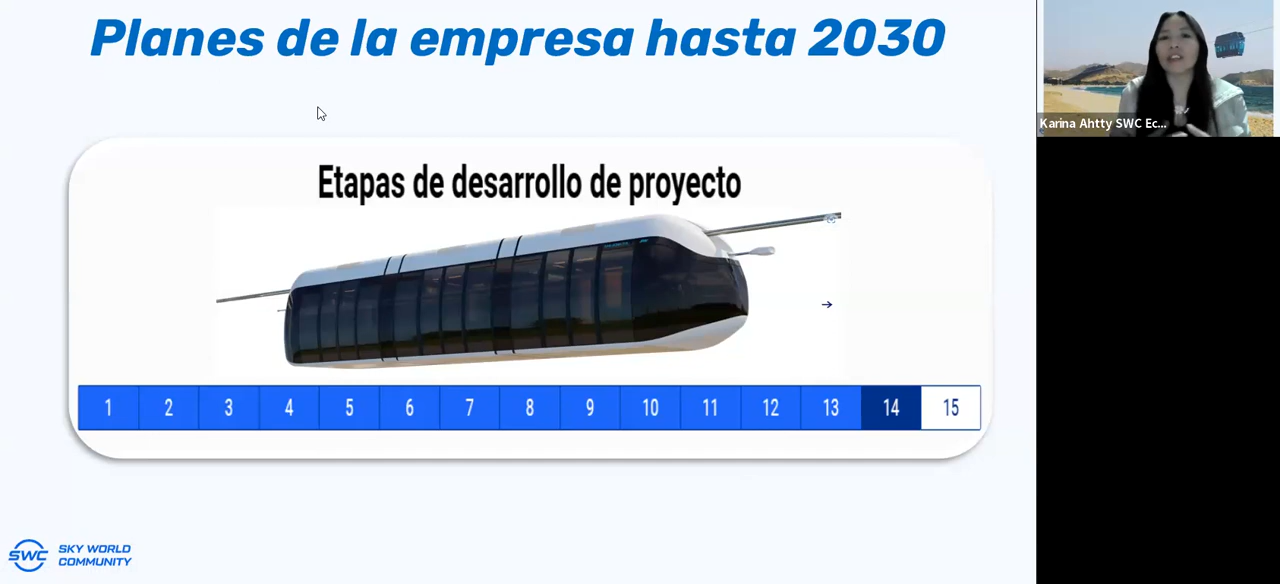 Planes de la empresa hasta 2030
Karina Ahtty SWC Ec...
Etapas de desarrollo de proyecto
1 2 3 4 5 6 7 8 9 10 11 12 13 14 15
SWC SKY WORLD
COMMUNITY